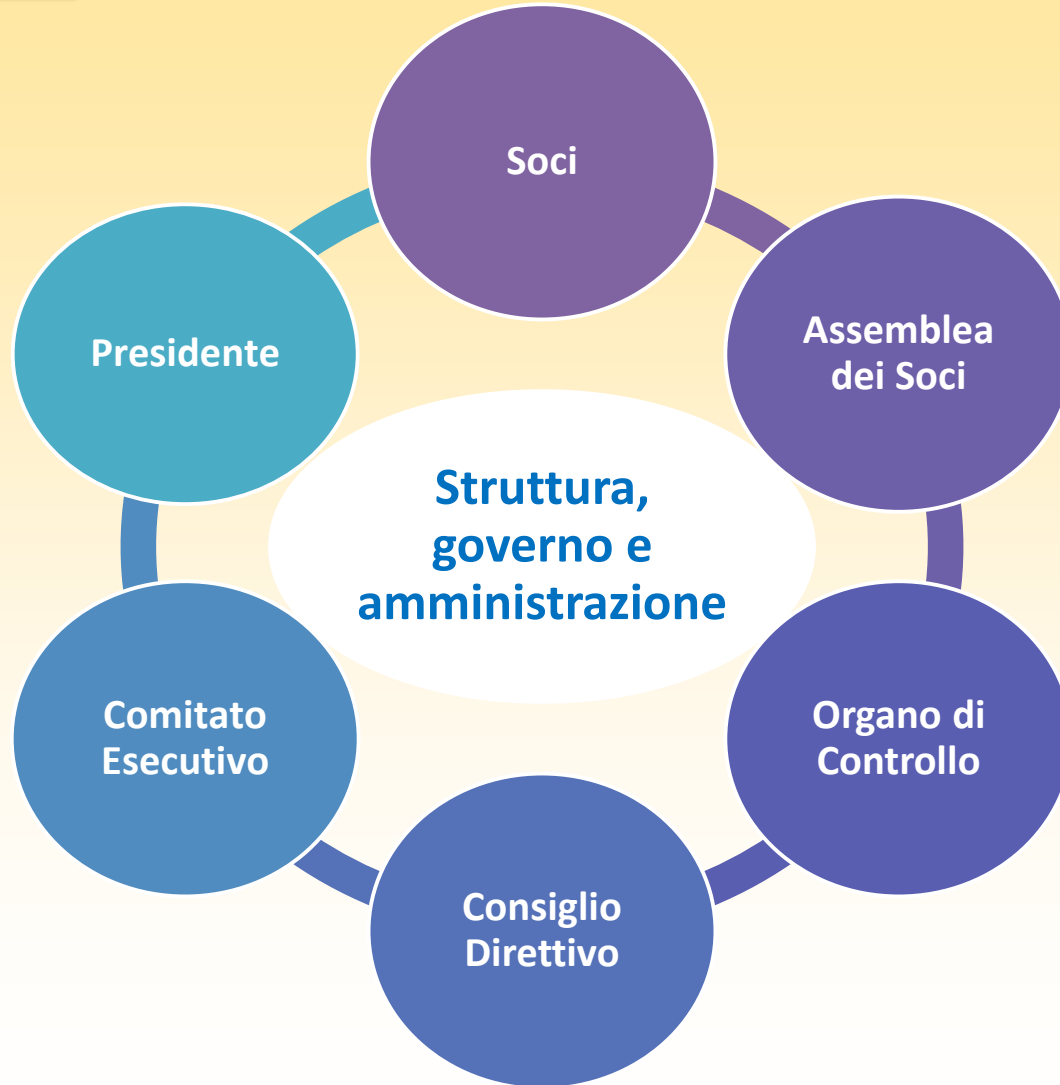 Soci
Assemblea
dei Soci
Organo di
Controllo
Consiglio
Direttivo
Comitato
Esecutivo
Presidente
Struttura,
governo e
amministrazione